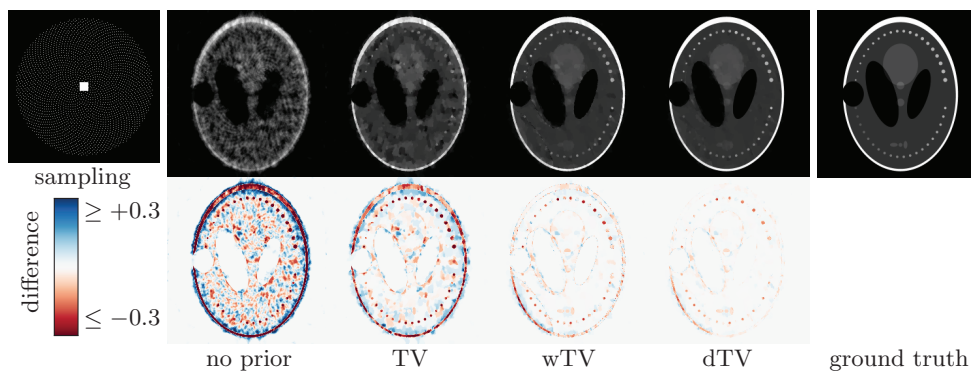 sampling
difference
≥ +0.3
≤ −0.3
no prior
TV
wTV
dTV
ground truth